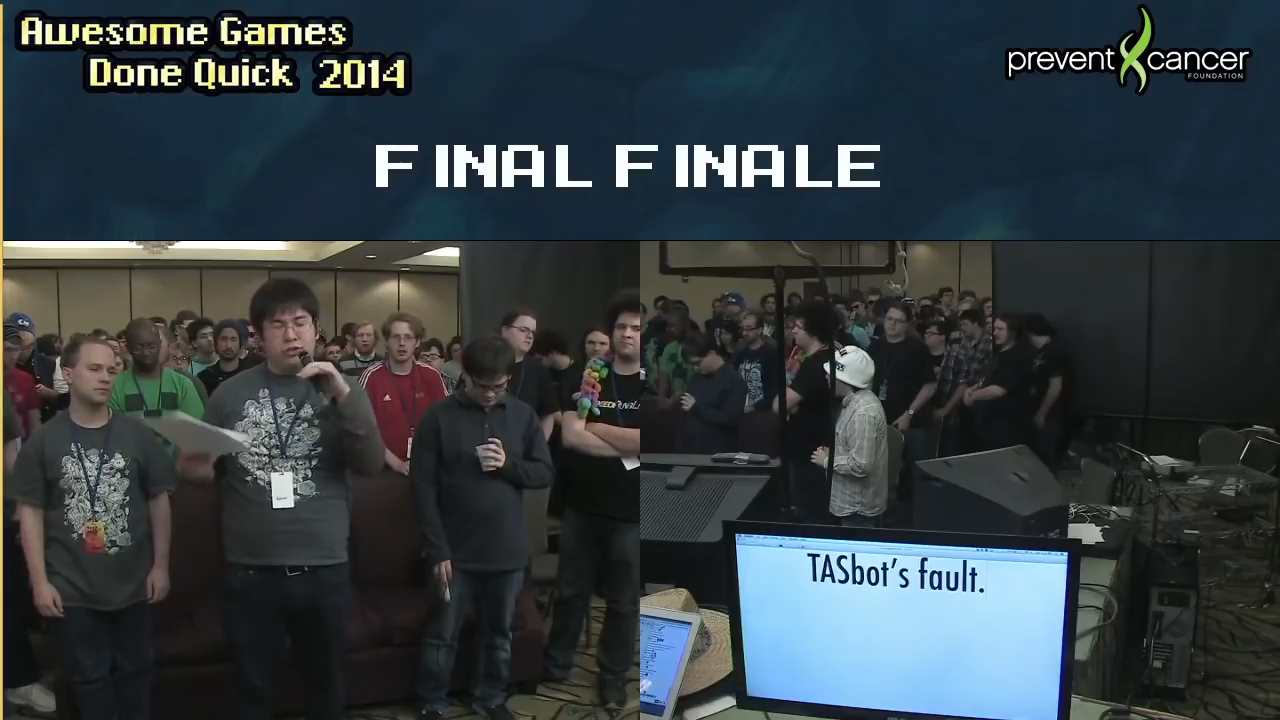 Awesome Games
Done Quick 2014
prevent cancer
FOUNDATION
FINAL FINALE
TASbot's fault.